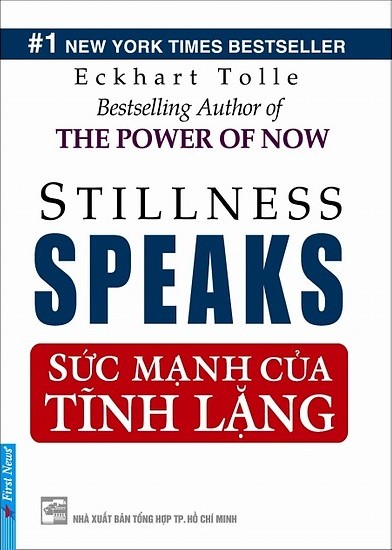 #1 NEW YORK TIMES BESTSELLER
Eckhart Tolle
Bestselling Author of
THE POWER OF NOW
STILLNESS
SPEAKS
SỨC MẠNH CỦA
TĨNH LẶNG
First News
NHÀ XUẤT BẢN TỔNG HỢP TP. HỒ CHÍ MINH